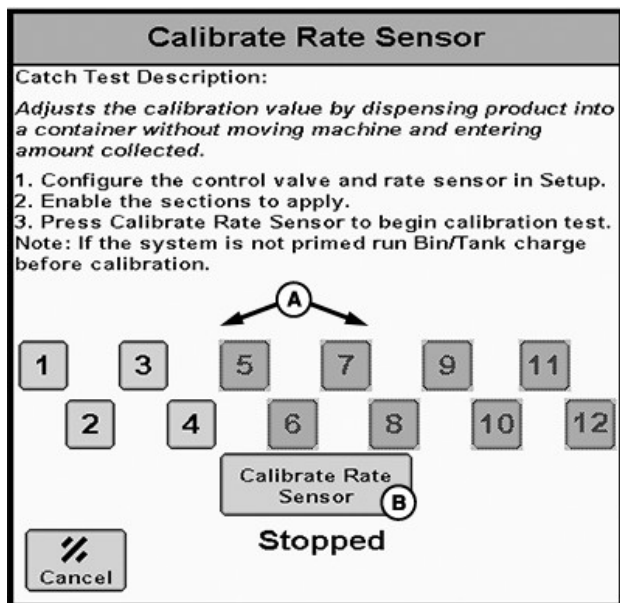 Calibrate Rate Sensor
Catch Test Description:
Adjusts the calibration value by dispensing product into
a container without moving machine and entering
amount collected.
1. Configure the control valve and rate sensor in Setup.
2. Enable the sections to apply.
3. Press Calibrate Rate Sensor to begin calibration test.
Note: If the system is not primed run Bin/Tank charge
before calibration.
A
1 3 5 7 9 11
2 4 6 8 10 12
Calibrate Rate
Sensor
B
Stopped
Cancel